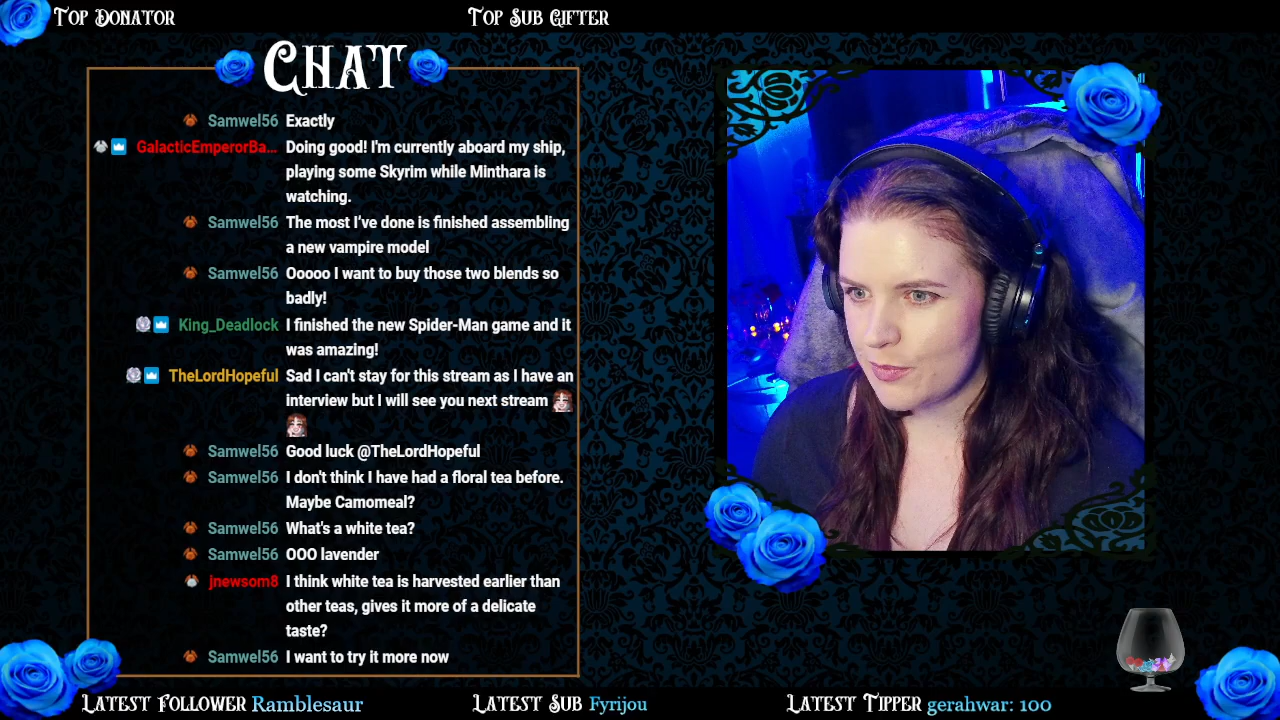 Top Donator
Top Sub Gifter
Chat
Samwel56 Exactly
GalacticEmperorBa... Doing good! I'm currently aboard my ship,
playing some Skyrim while Minthara is
watching.
Samwel56 The most I've done is finished assembling
a new vampire model
Samwel56 Ooooo I want to buy those two blends so
badly!
King_Deadlock I finished the new Spider-Man game and it
was amazing!
TheLordHopeful Sad I can't stay for this stream as I have an
interview but I will see you next stream
Samwel56 Good luck @TheLordHopeful
Samwel56 I don't think I have had a floral tea before.
Maybe Camomeal?
Samwel56 What's a white tea?
Samwel56 OOO lavender
jnewsom8 I think white tea is harvested earlier than
other teas, gives it more of a delicate
taste?
Samwel56 I want to try it more now
Latest Follower Ramblesaur
Latest Sub Fyrijou
Latest Tipper gerahwar: 100